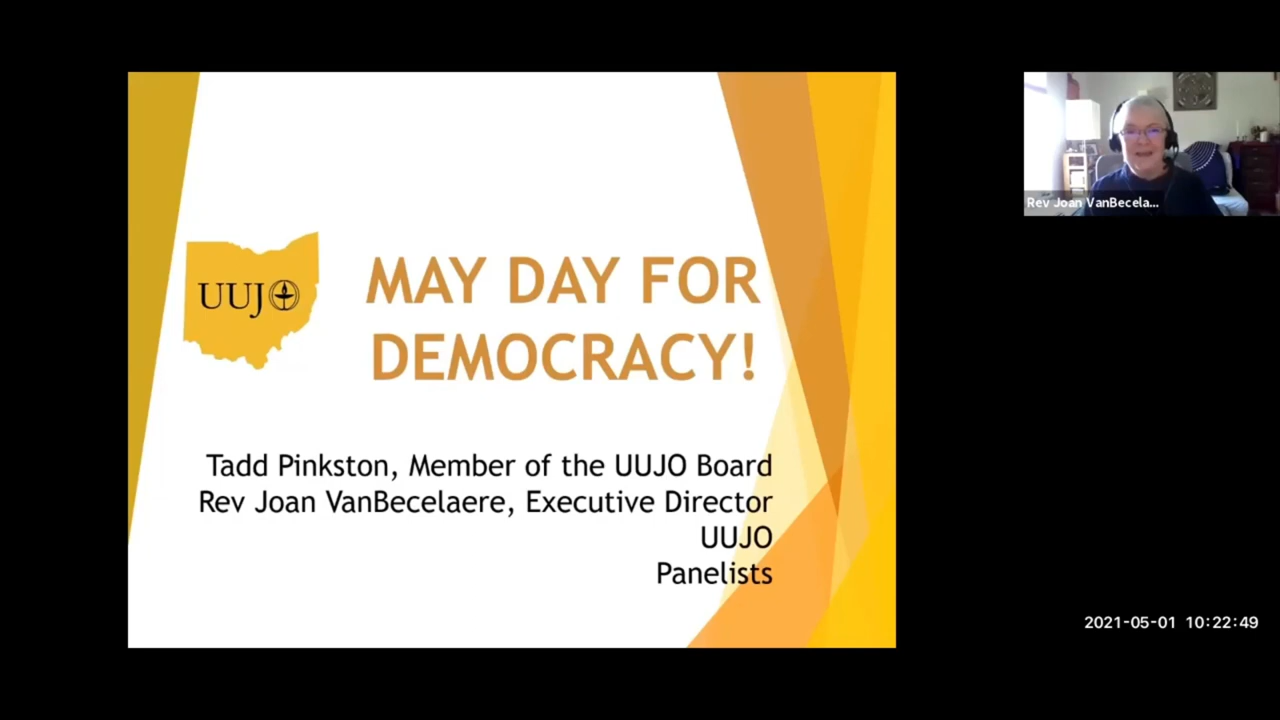 UUJO
MAY DAY FOR
DEMOCRACY!
Tadd Pinkston, Member of the UUJO Board
Rev Joan VanBecelaere, Executive Director
UUJO
Panelists
Rev Joan VanBecela...
2021-05-01 10:22:49